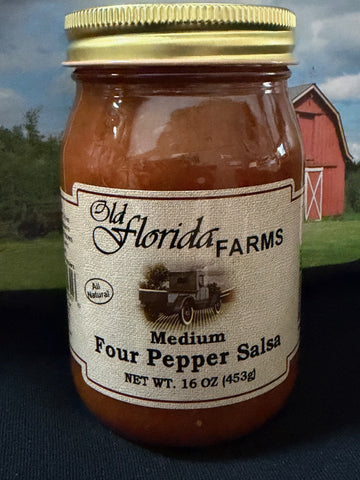 Old
Florida FARMS
All
Natural
Medium
Four Pepper Salsa
NET WT. 16 OZ (453g)